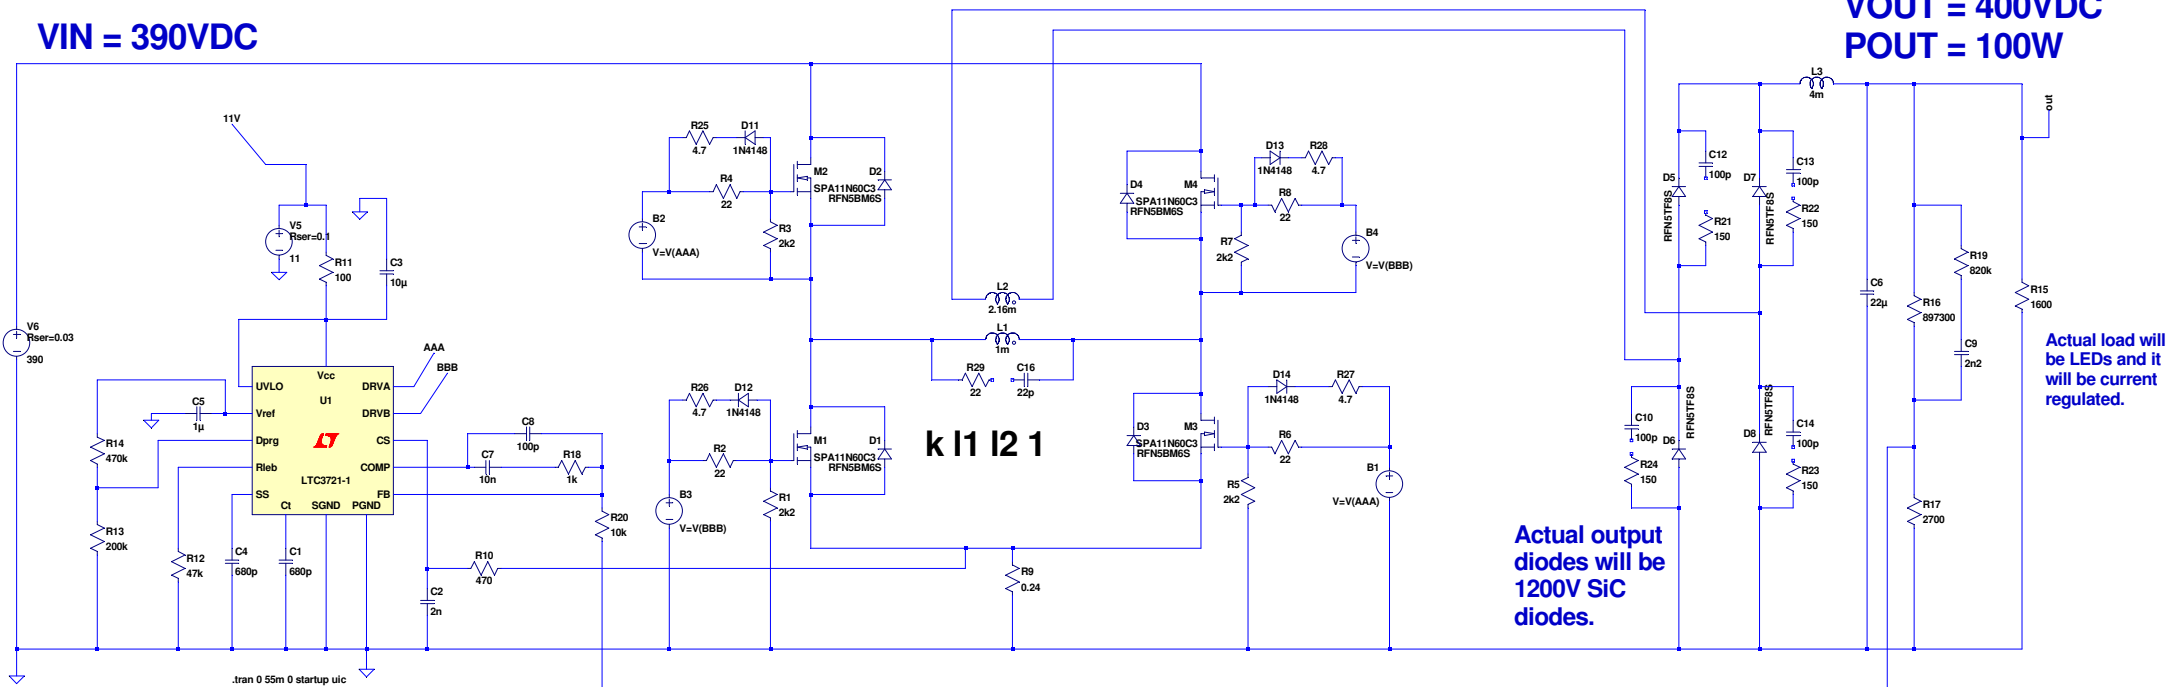 VIN = 390VDC
VOUT = 400VDC
POUT = 100W
11V
V5
Rser=0.1
11
R11
100
C3
10µ
V6
Rser=0.03
390
AAA
BBB
UVLO
Vcc
DRVA
U1
Vref
DRVB
Dprg
CS
Rleb
COMP
LTC3721-1
SS
FB
Ct
SGND
PGND
C5
1µ
R14
470k
R13
200k
R12
47k
C4
680p
C1
680p
C8
100p
C7
10n
R18
1k
R20
10k
R10
470
C2
2n
.tran 0 55m 0 startup uic
R25
4.7
D11
1N4148
R4
22
M2
SPA11N60C3
D2
RFN5BM6S
B2
V=V(AAA)
R3
2k2
R26
4.7
D12
1N4148
R2
22
M1
SPA11N60C3
D1
RFN5BM6S
B3
V=V(BBB)
R1
2k2
L2
2.16m
L1
1m
R29
22
C16
22p
k l1 l2 1
R9
0.24
D13
1N4148
R28
4.7
D4
M4
SPA11N60C3
RFN5BM6S
R8
22
R7
2k2
B4
V=V(BBB)
D14
1N4148
R27
4.7
D3
M3
SPA11N60C3
RFN5BM6S
R6
22
R5
2k2
B1
V=V(AAA)
L3
4m
out
D5
RFN5TF8S
C12
100p
R21
150
D7
RFN5TF8S
C13
100p
R22
150
C10
100p
R24
150
D6
RFN5TF8S
D8
RFN5TF8S
C14
100p
R23
150
C6
22µ
R16
897300
R19
820k
C9
2n2
R15
1600
R17
2700
Actual load will
be LEDs and it
will be current
regulated.
Actual output
diodes will be
1200V SiC
diodes.